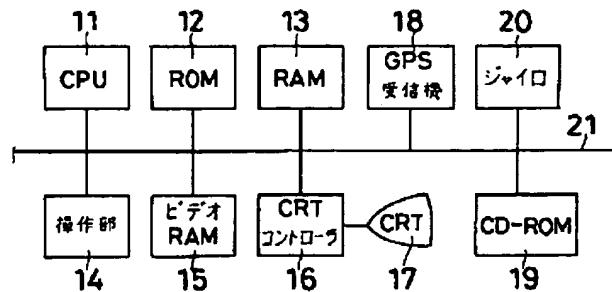 11
12
13
18
20
CPU
ROM
RAM
GPS
受信機
ジャイロ
21
操作部
ビデオ
RAM
CRT
コントローラ
CRT
CD-ROM
14
15
16
17
19